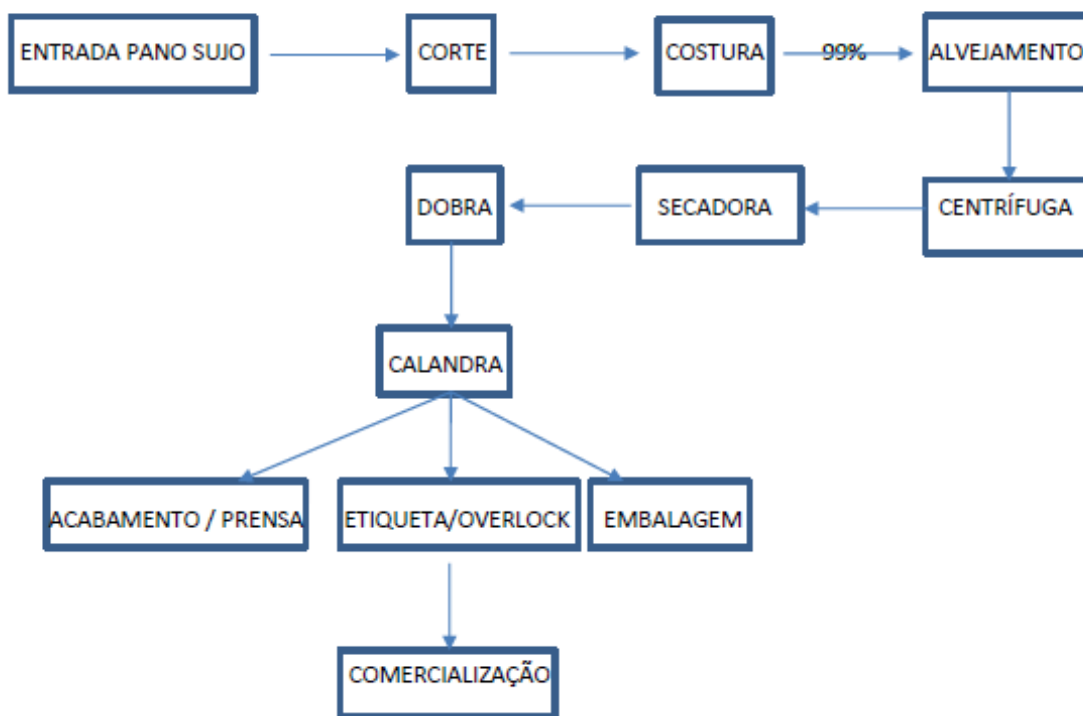 ENTRADA PANO SUJO
CORTE
COSTURA
99%
ALVEJAMENTO
DOBRA
SECADORA
CENTRÍFUGA
CALANDRA
ACABAMENTO / PRENSA
ETIQUETA/OVERLOCK
EMBALAGEM
COMERCIALIZAÇÃO